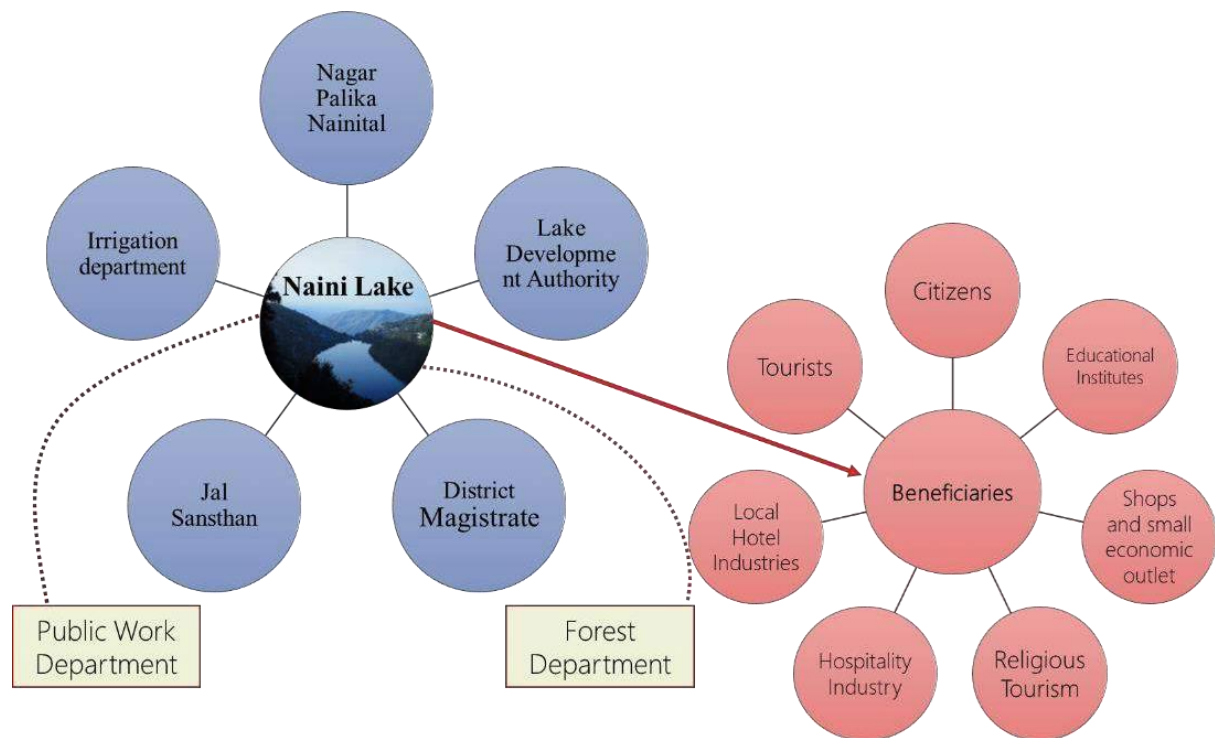 Nagar
Palika
Nainital
Irrigation
department
Lake
Developme
nt Authority
Naini Lake
Jal
Sansthan
District
Magistrate
Public Work
Department
Forest
Department
Citizens
Tourists
Educational
Institutes
Beneficiaries
Local
Hotel
Industries
Shops
and small
economic
outlet
Hospitality
Industry
Religious
Tourism